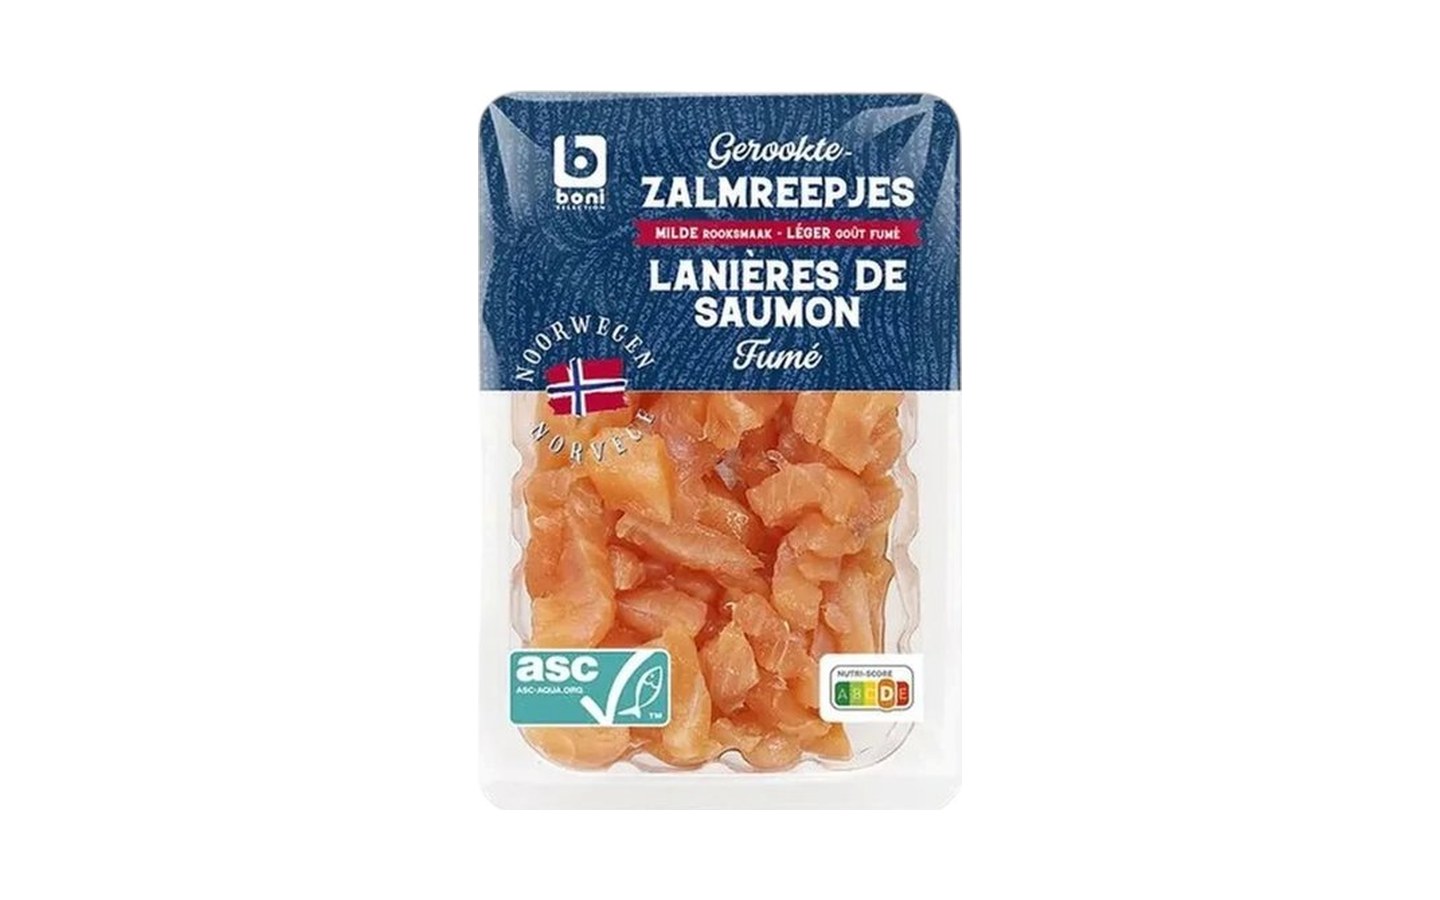 boni
SELECTION
Gerookte-
ZALMREEPJES
MILDE ROOKSMAAK - LÉGER GOÛT FUMÉ
LANIÈRES DE
SAUMON
Fumé
NOORWEGEN
NORVEGE
asc
ASC-AQUA.ORG
TM
NUTRI-SCORE
ABCDE